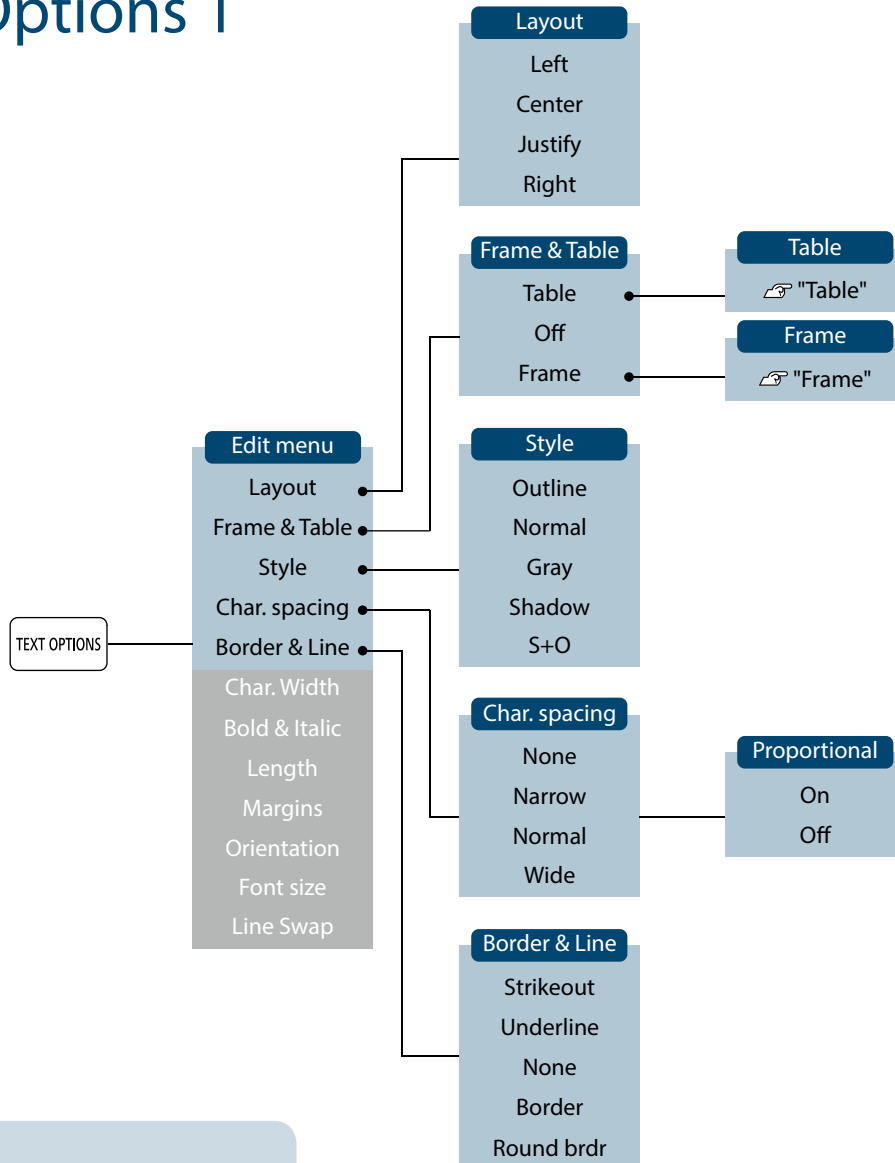 Options 1
TEXT OPTIONS
Edit menu
Layout
Frame & Table
Style
Char. spacing
Border & Line
Char. Width
Bold & Italic
Length
Margins
Orientation
Font size
Line Swap
Layout
Left
Center
Justify
Right
Frame & Table
Table
Off
Frame
Table
"Table"
Frame
"Frame"
Style
Outline
Normal
Gray
Shadow
S+O
Char. spacing
None
Narrow
Normal
Wide
Proportional
On
Off
Border & Line
Strikeout
Underline
None
Border
Round brdr